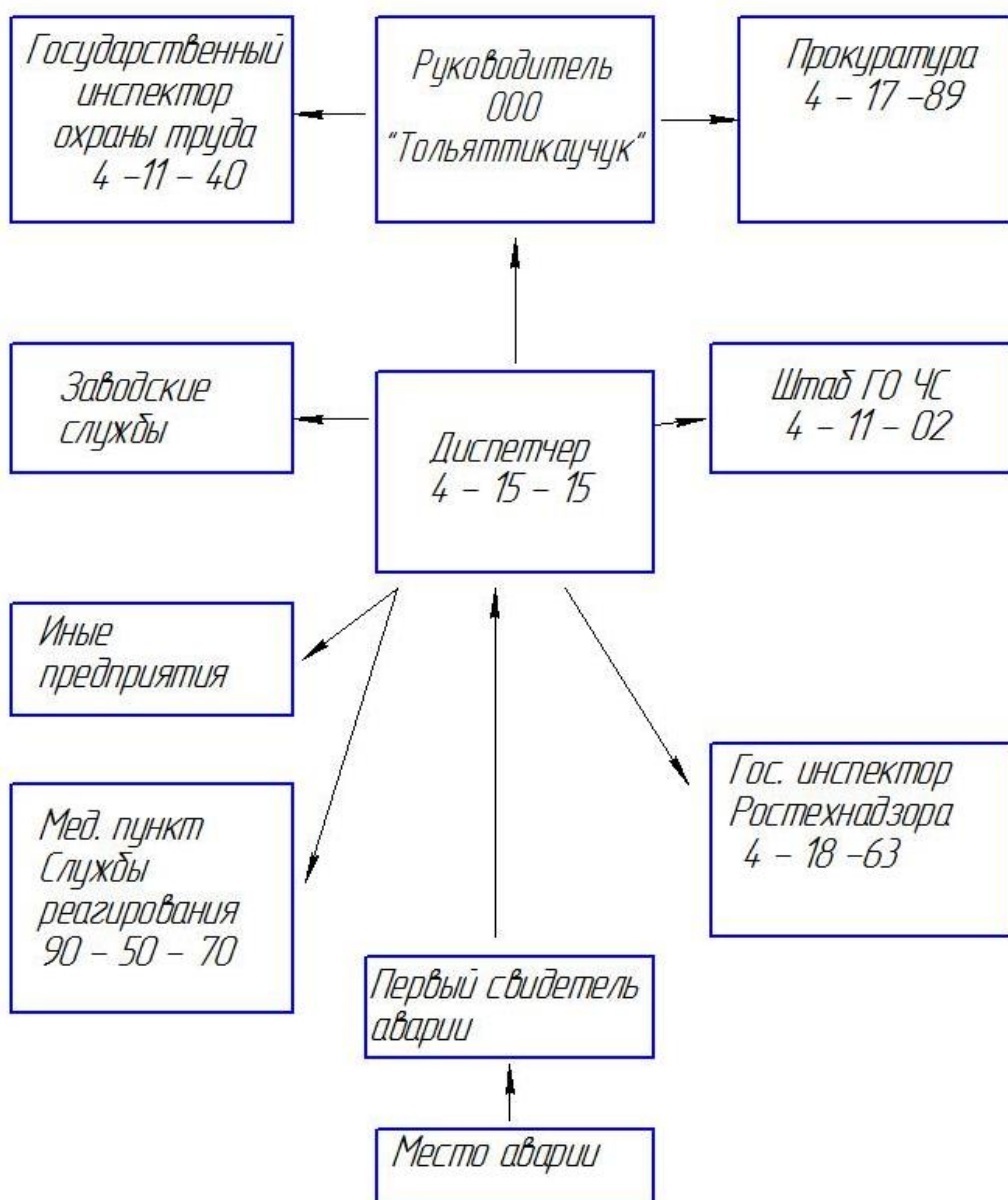 Государственный
инспектор
охраны труда
4 -11 - 40
Руководитель
ООО
"Тольяттикаучук"
Прокуратура
4 - 17 -89
Заводские
службы
Диспетчер
4 - 15 - 15
Штаб ГО ЧС
4 - 11 - 02
Иные
предприятия
Мед. пункт
Службы
реагирования
90 - 50 - 70
Гос. инспектор
Ростехнадзора
4 - 18 -63
Первый свидетель
аварии
Место аварии